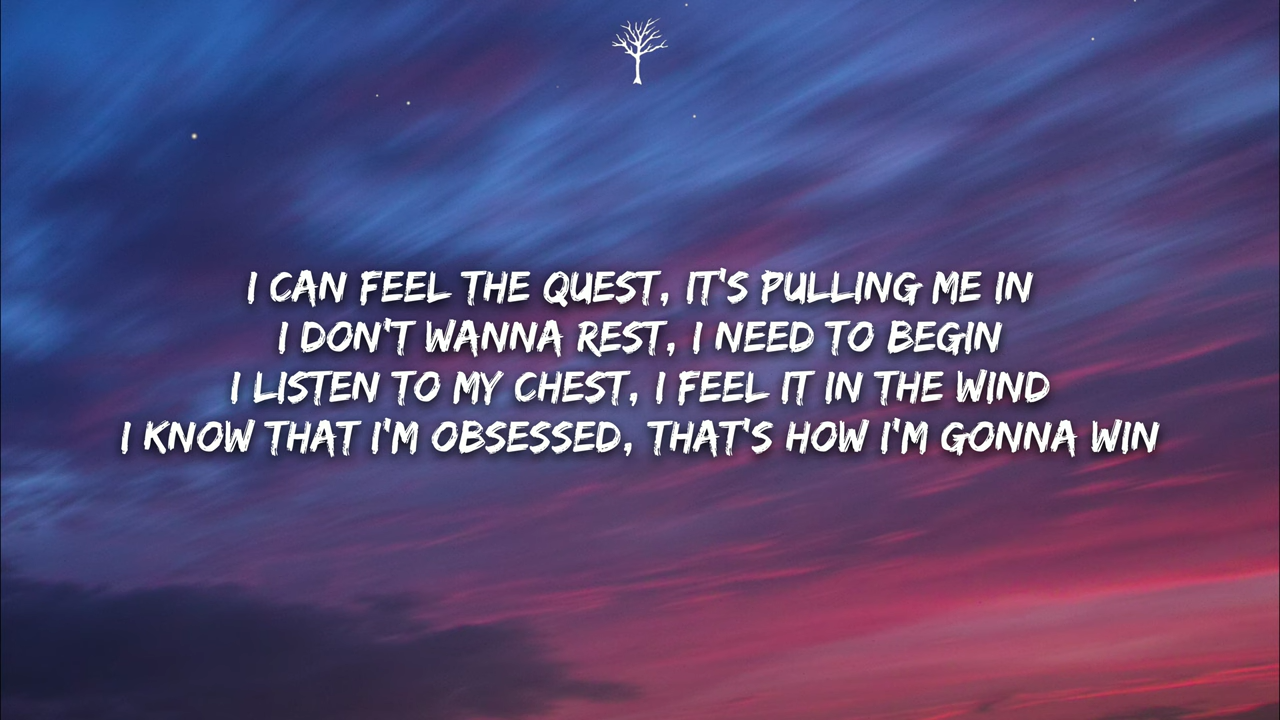 I CAN FEEL THE QUEST, IT'S PULLING ME IN
I DON'T WANNA REST, I NEED TO BEGIN
I LISTEN TO MY CHEST, I FEEL IT IN THE WIND
I KNOW THAT I'M OBSESSED, THAT'S HOW I'M GONNA WIN